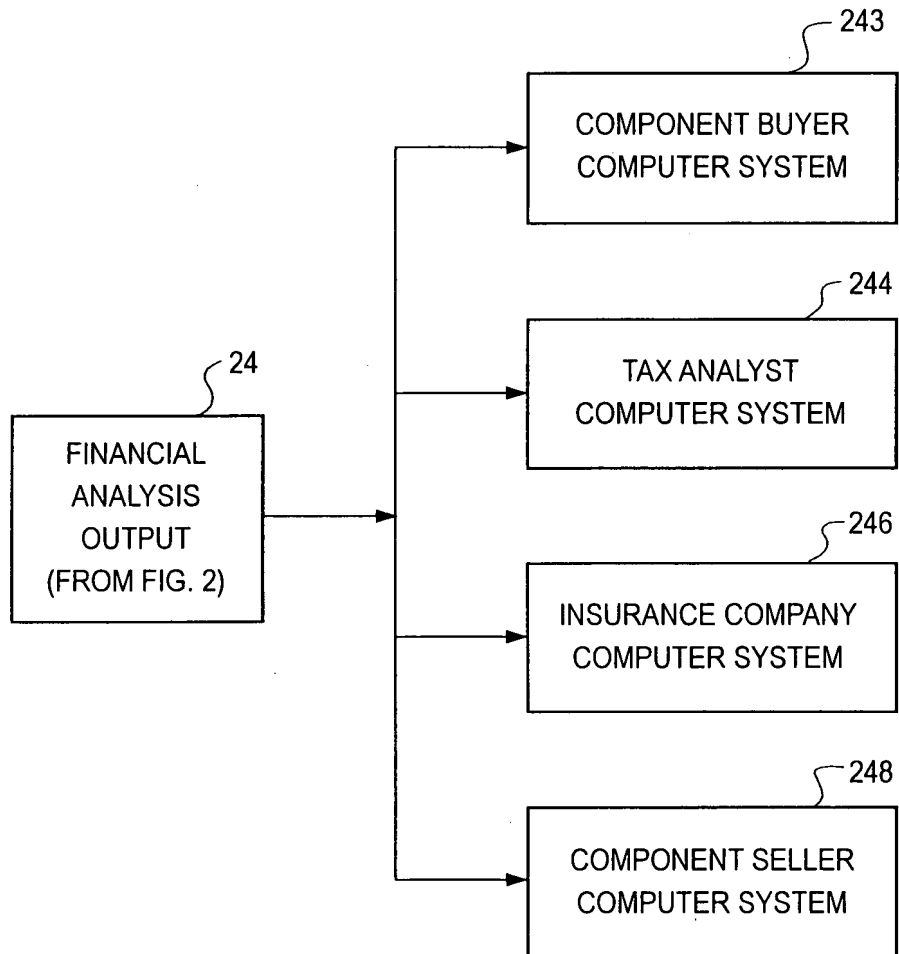 243
COMPONENT BUYER
COMPUTER SYSTEM
244
TAX ANALYST
COMPUTER SYSTEM
24
FINANCIAL
ANALYSIS
OUTPUT
(FROM FIG. 2)
246
INSURANCE COMPANY
COMPUTER SYSTEM
248
COMPONENT SELLER
COMPUTER SYSTEM